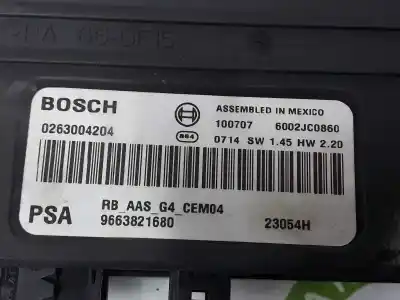 BOSCH
ASSEMBLED IN MEXICO
0263004204
100707 6002JC0860
0714 SW 1.45 HW 2.20
PSA
RB_AAS_G4_CEM04
9663821680
23054H